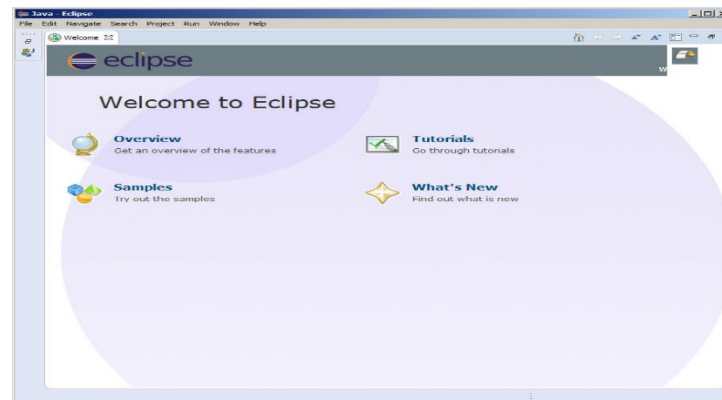 Java - Eclipse
File Edit Navigate Search Project Run Window Help
Welcome
eclipse
W
Welcome to Eclipse
Overview
Get an overview of the features
Tutorials
Go through tutorials
Samples
Try out the samples
What's New
Find out what is new